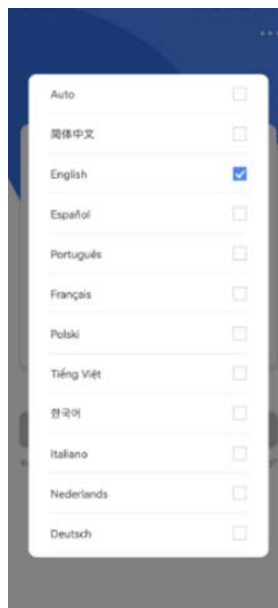 Auto
简体中文
English
Español
Português
Français
Polski
Tiếng Việt
한국어
Italiano
Nederlands
Deutsch